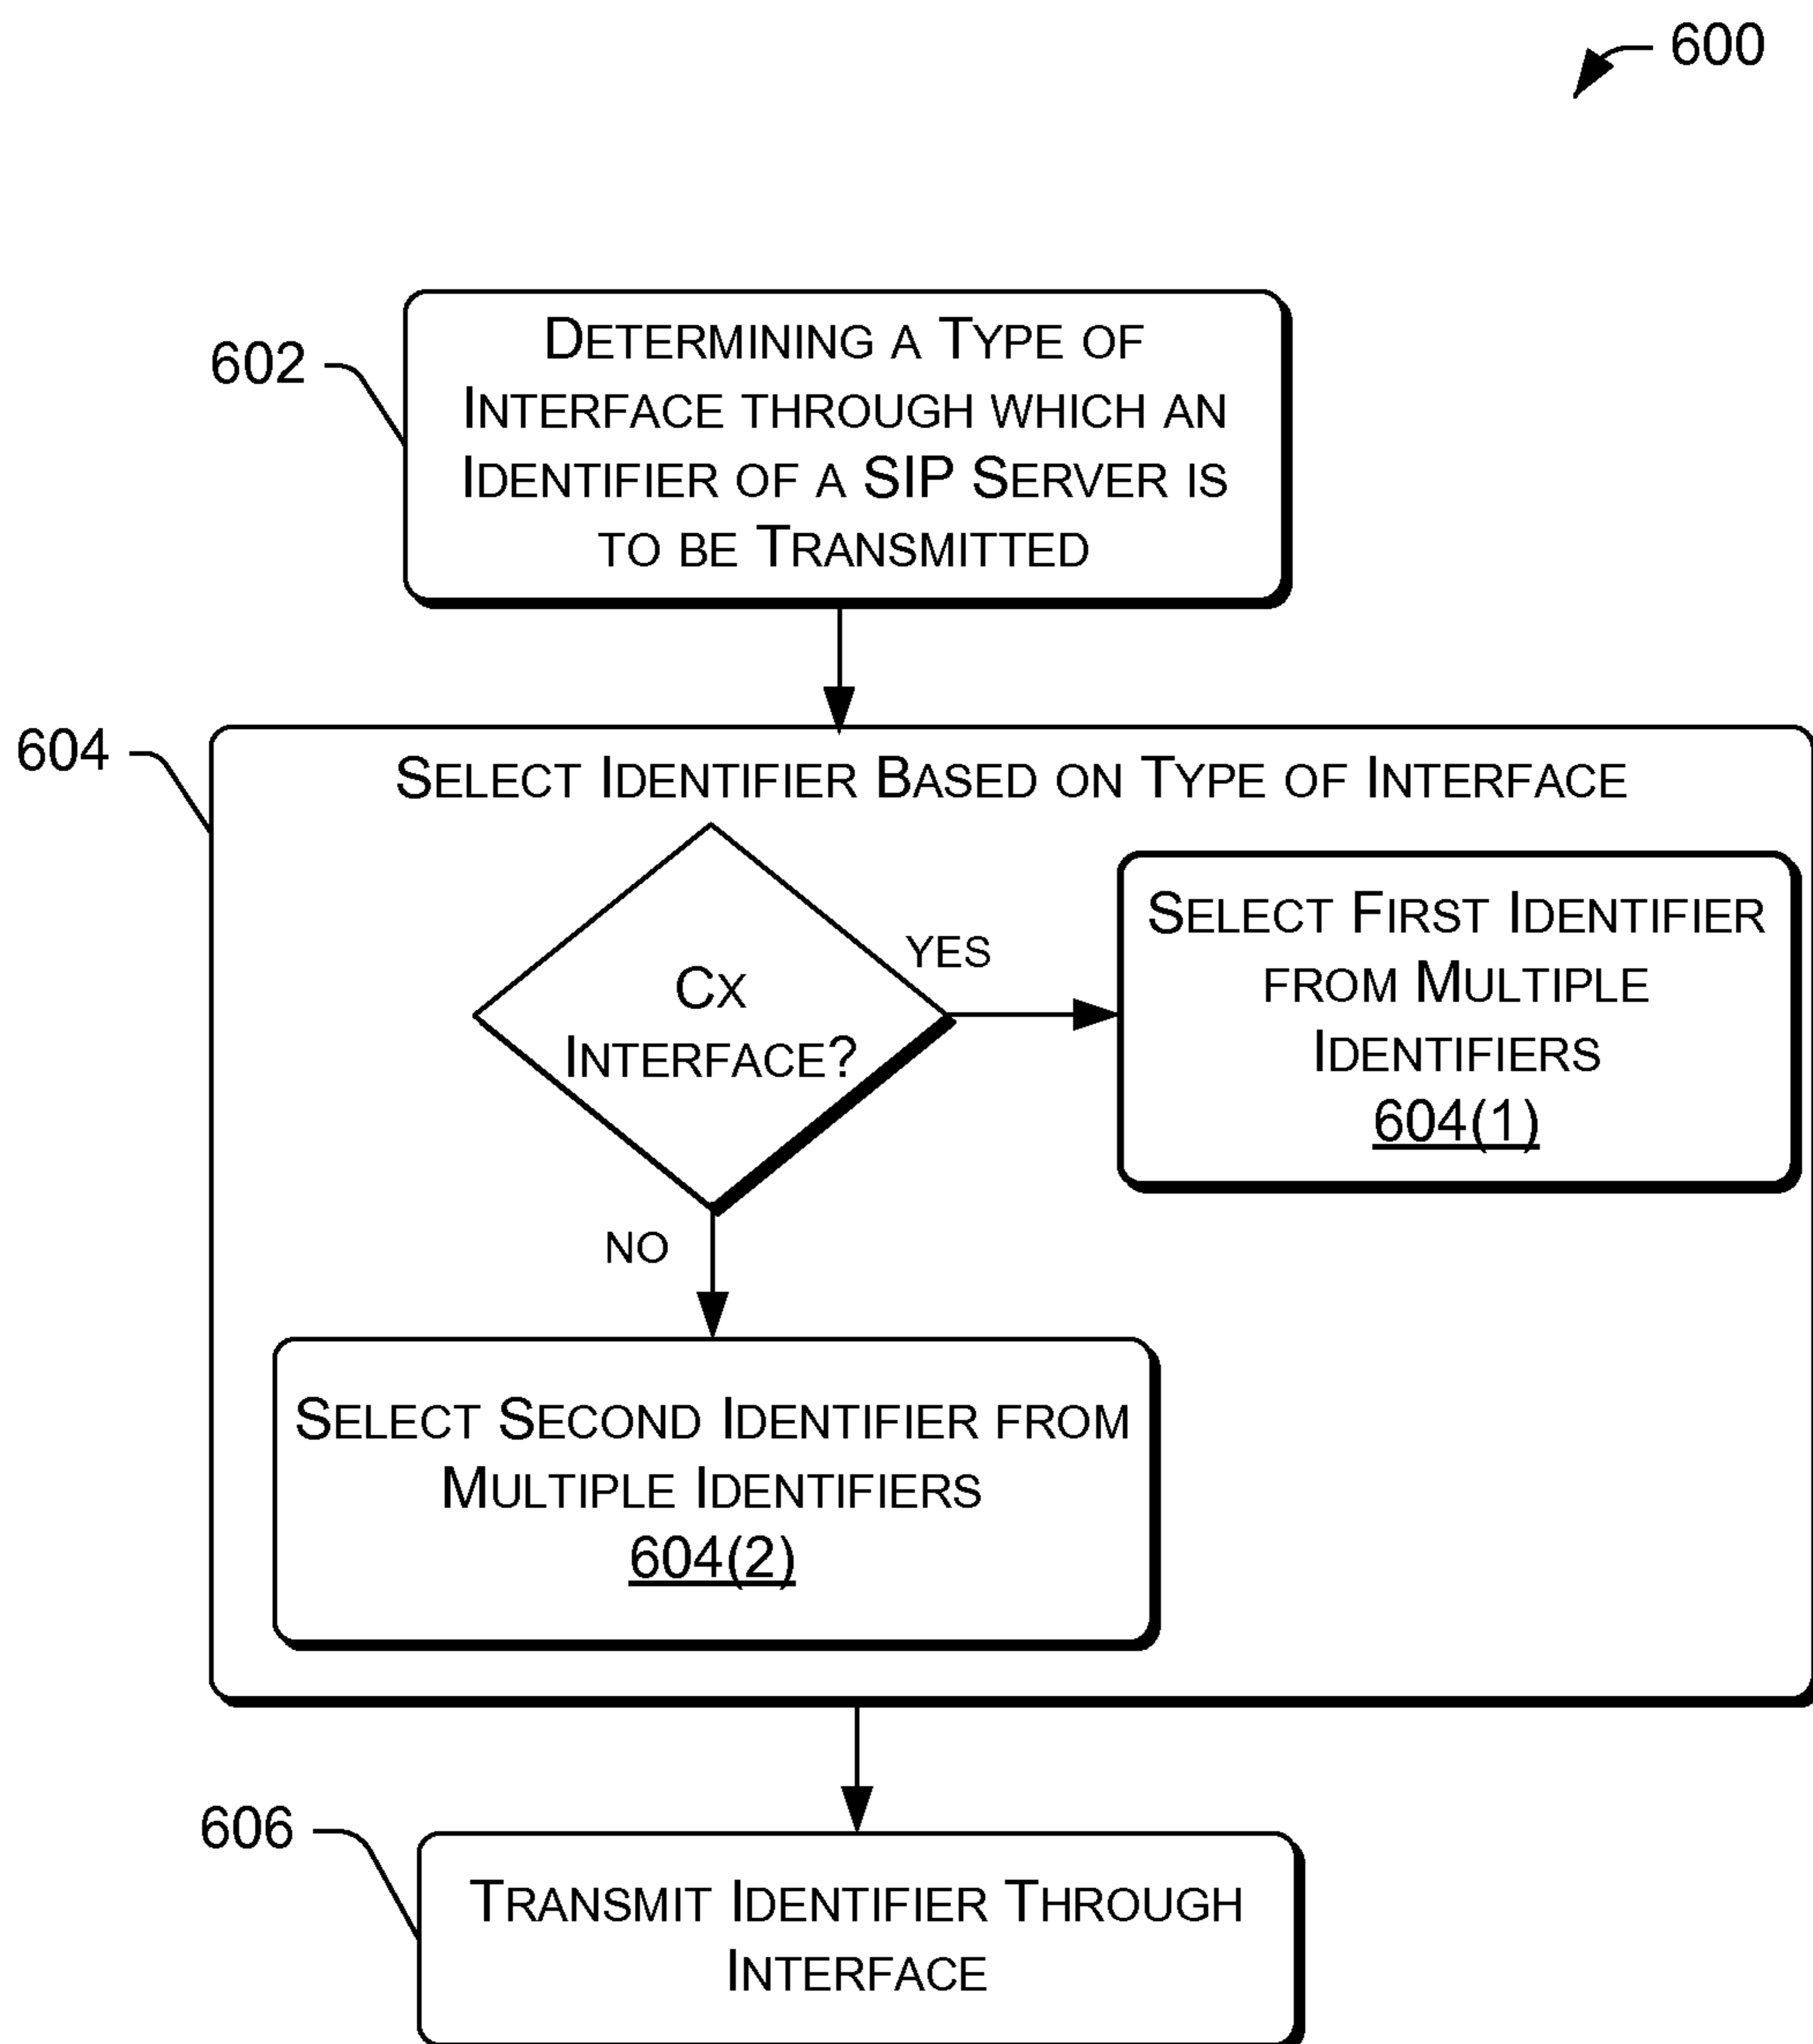 600
602
DETERMINING A TYPE OF
INTERFACE THROUGH WHICH AN
IDENTIFIER OF A SIP SERVER IS
TO BE TRANSMITTED
604
SELECT IDENTIFIER BASED ON TYPE OF INTERFACE
CX
INTERFACE?
YES
SELECT FIRST IDENTIFIER
FROM MULTIPLE
IDENTIFIERS
604(1)
NO
SELECT SECOND IDENTIFIER FROM
MULTIPLE IDENTIFIERS
604(2)
606
TRANSMIT IDENTIFIER THROUGH
INTERFACE